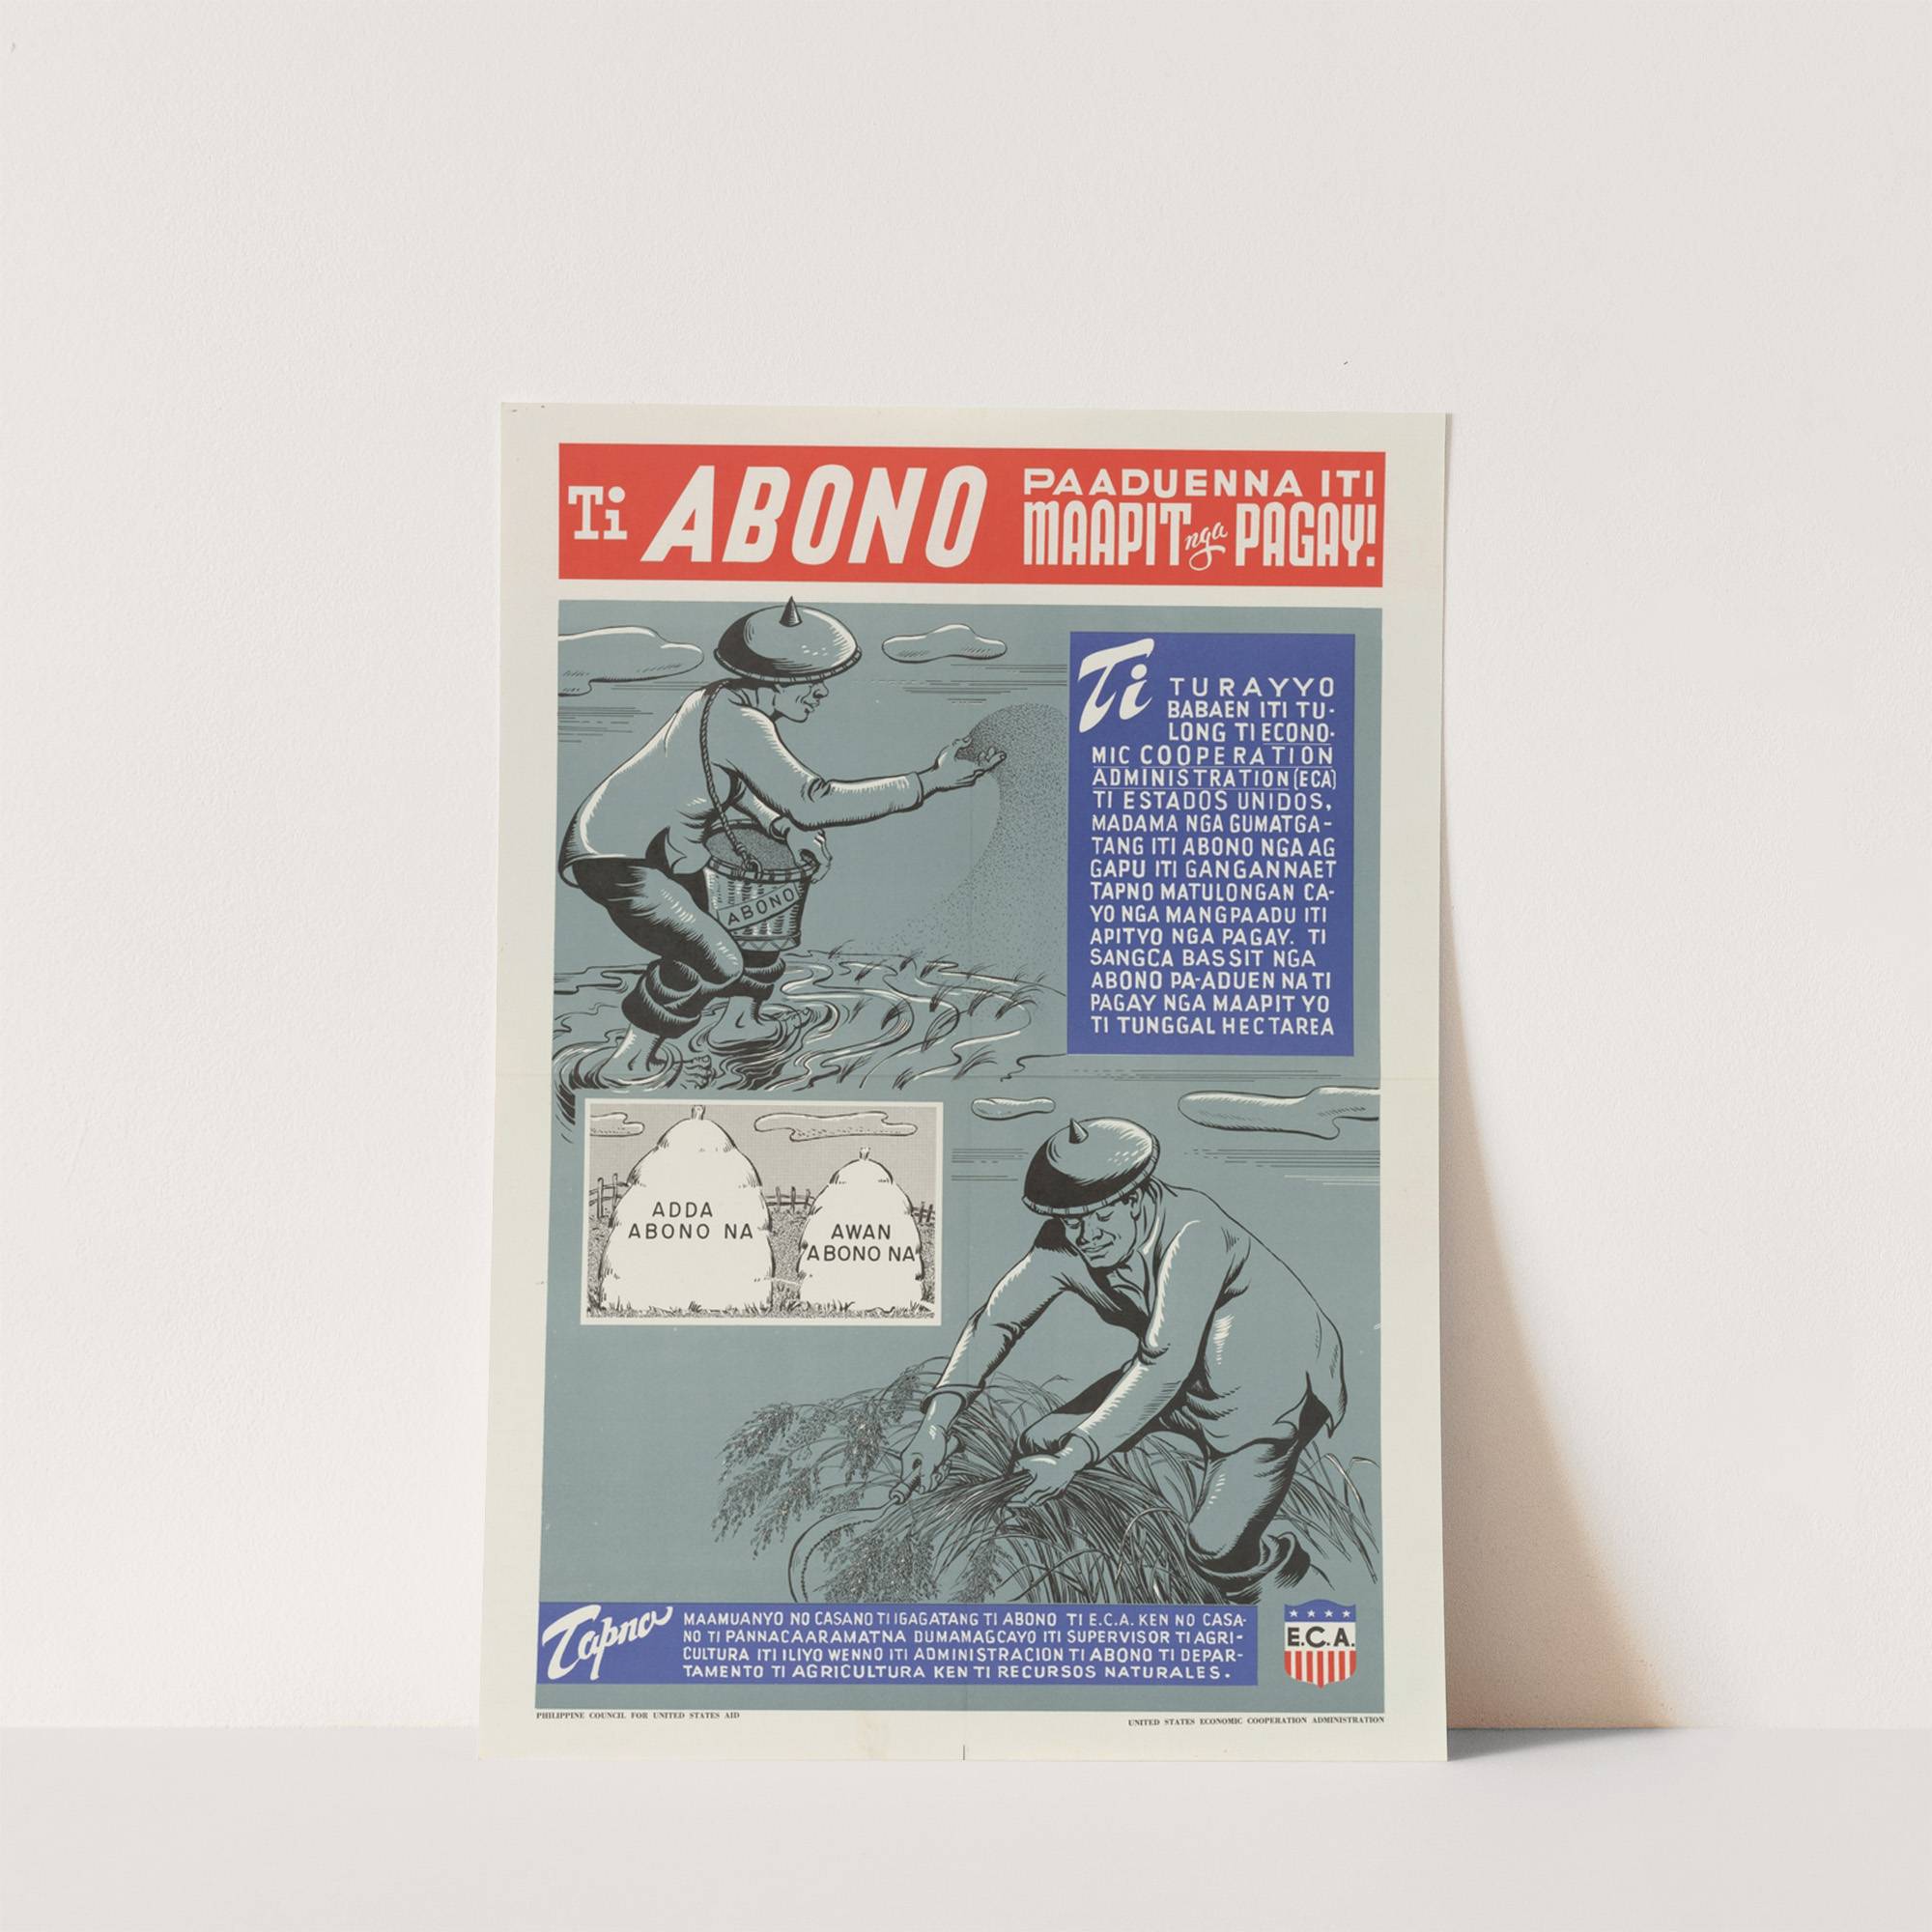 Ti ABONO PAADUENNA ITI
MAAPIT nga PAGAY!
Ti TURAYYO
BABAEN ITI TU-
LONG TI ECONO-
MIC COOPERATION
ADMINISTRATION (ECA)
TI ESTADOS UNIDOS,
MADAMA NGA GUMATGA-
TANG ITI ABONO NGA AG
GAPU ITI GANGANNAET
TAPNO MATULONGAN CA-
YO NGA MANGPAADU ITI
APITYO NGA PAGAY. TI
SANGCA BASSIT NGA
ABONO PA-ADUEN NA TI
PAGAY NGA MAAPIT YO
TI TUNGGAL HECTAREA
ABONO
ADDA
ABONO NA
AWAN
ABONO NA
Tapno MAAMUANYO NO CASANO TI IGAGATANG TI ABONO TI E.C.A. KEN NO CASA-
NO TI PANNACAARAMATNA DUMAMAGCAYO ITI SUPERVISOR TI AGRI-
CULTURA ITI ILIYO WENNO ITI ADMINISTRACION TI ABONO TI DEPAR-
TAMENTO TI AGRICULTURA KEN TI RECURSOS NATURALES.
E.C.A.
PHILIPPINE COUNCIL FOR UNITED STATES AID
UNITED STATES ECONOMIC COOPERATION ADMINISTRATION